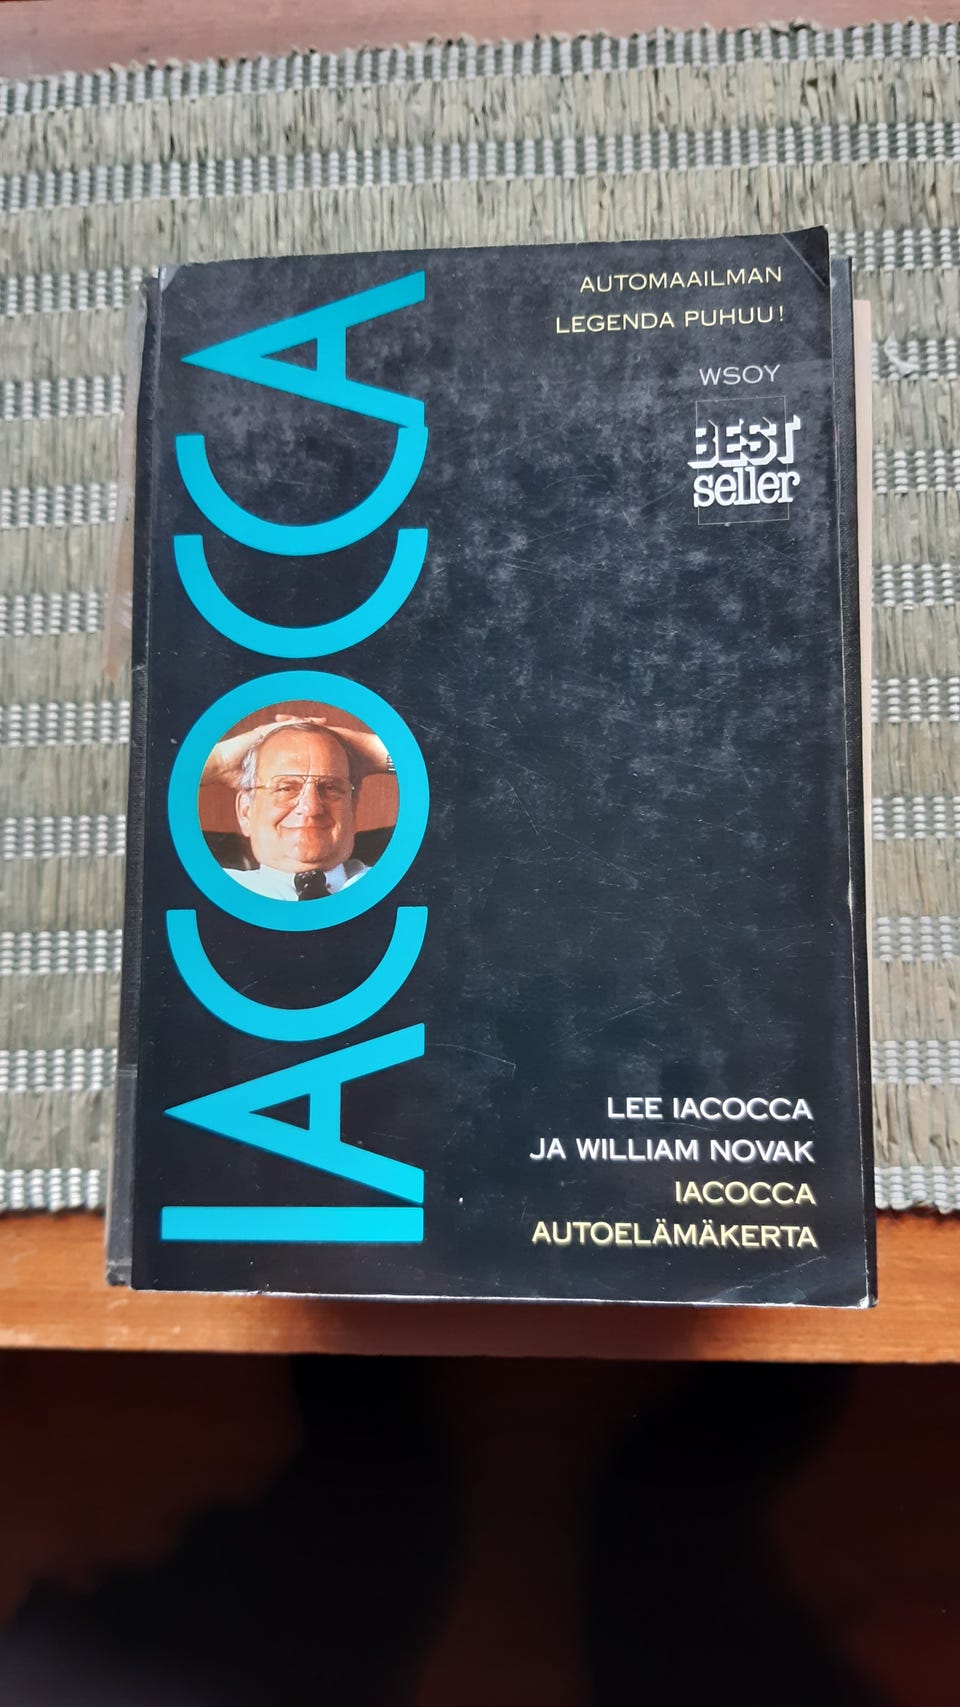 IACOCCA
AUTOMAAILMAN
LEGENDA PUHUU!
WSOY
BEST
seller
LEE IACOCCA
JA WILLIAM NOVAK
IACOCCA
AUTOELÄMÄKERTA